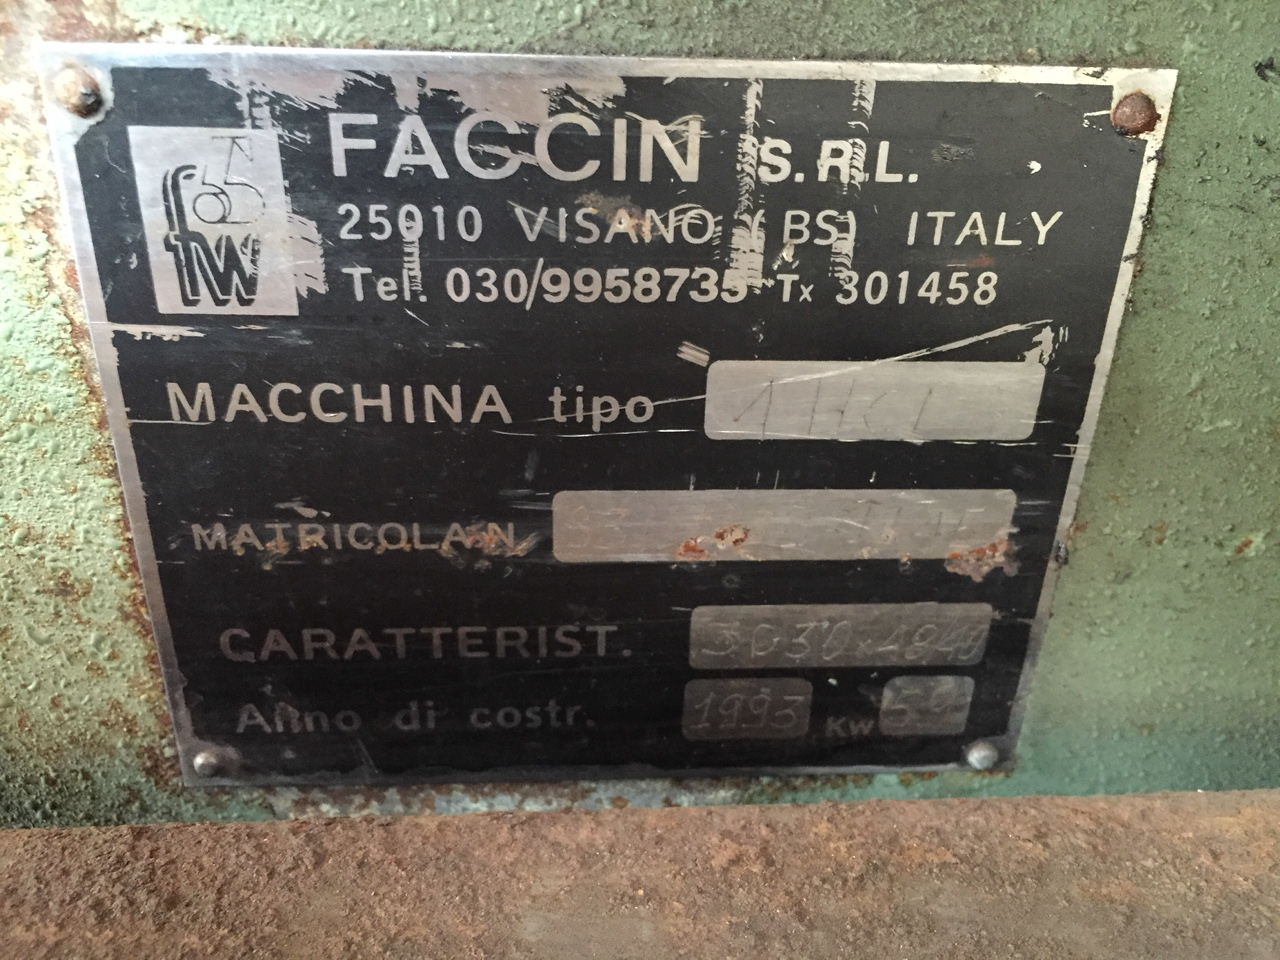 FACCIN S.R.L.
25010 VISANO (BS) ITALY
Tel. 030/9958735 Tx 301458
MACCHINA tipo 4HCL
MATRICOLA N
CARATTERIST.
Anno di costr. 1993 Kw